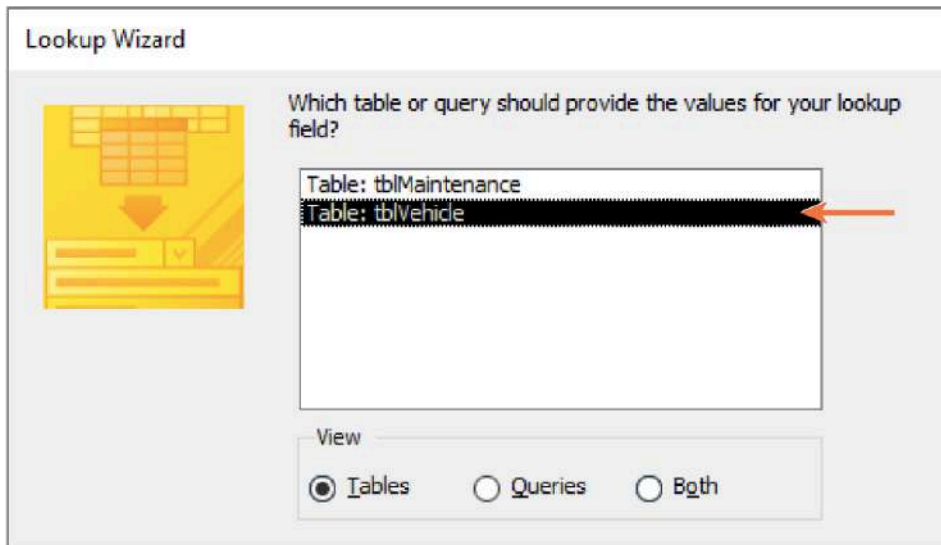 Lookup Wizard
Which table or query should provide the values for your lookup
field?
Table: tblMaintenance
Table: tblVehicle
View
Tables Queries Both